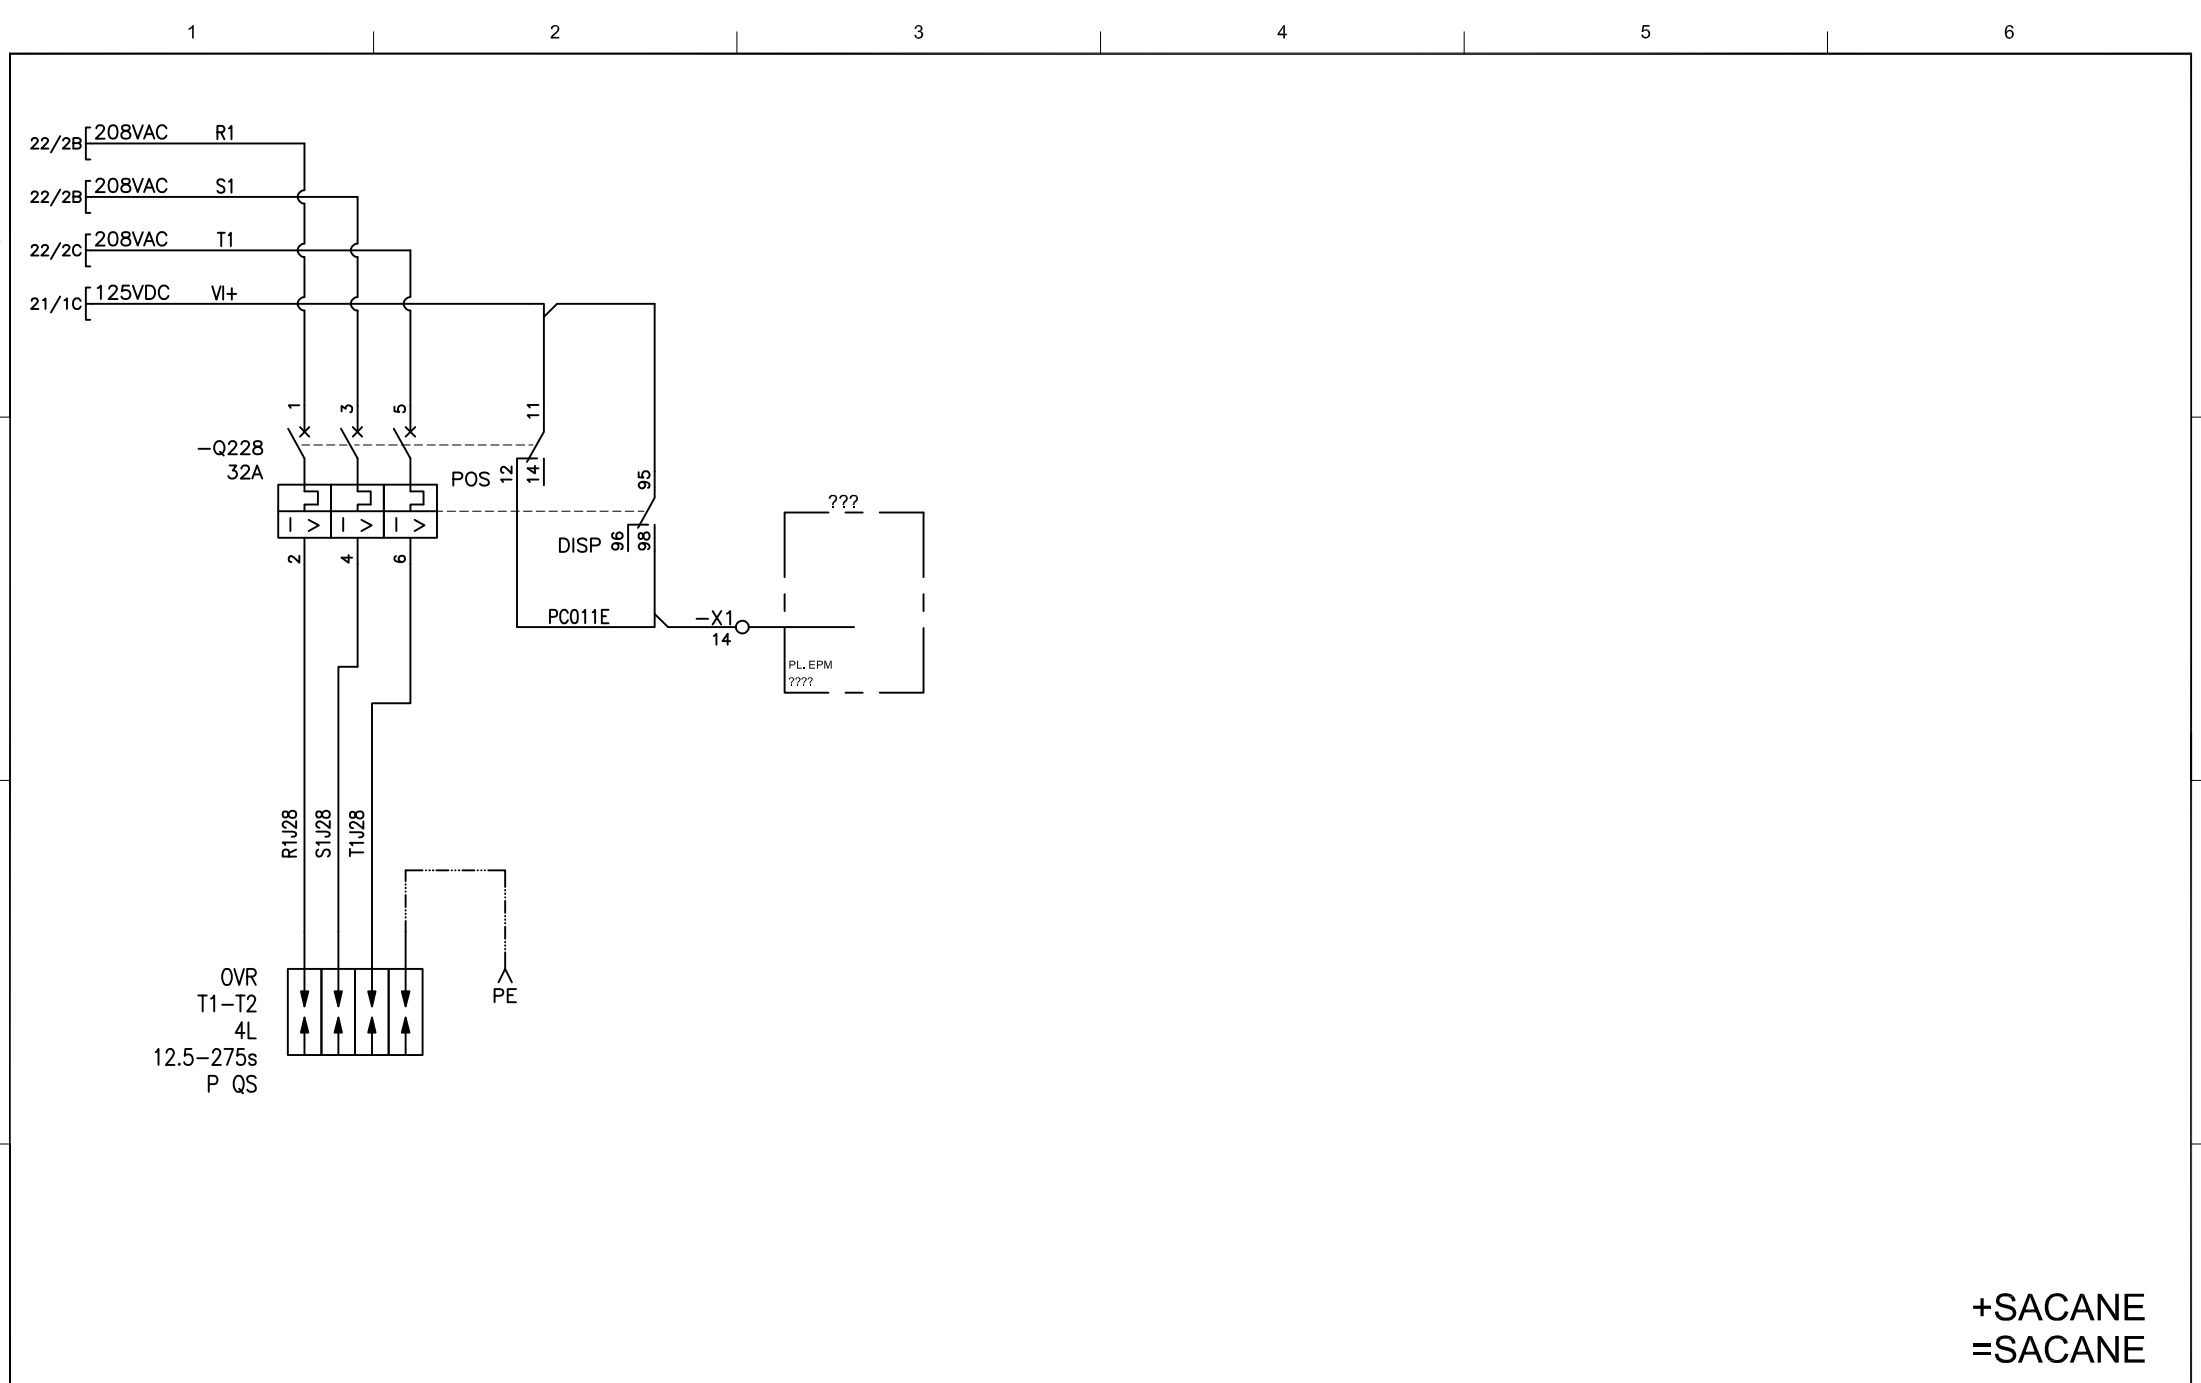 1 2 3 4 5 6
22/2B 208VAC R1
22/2B 208VAC S1
22/2C 208VAC T1
21/1C 125VDC VI+
1 3 5 11
-Q228
32A
POS 12 14 95
???
I > I > I >
DISP 96 98
2 4 6
PC011E -X1
14
PL. EPM
????
R1J28 S1J28 T1J28
OVR
T1-T2
4L
12.5-275s
P QS
PE
+SACANE
=SACANE